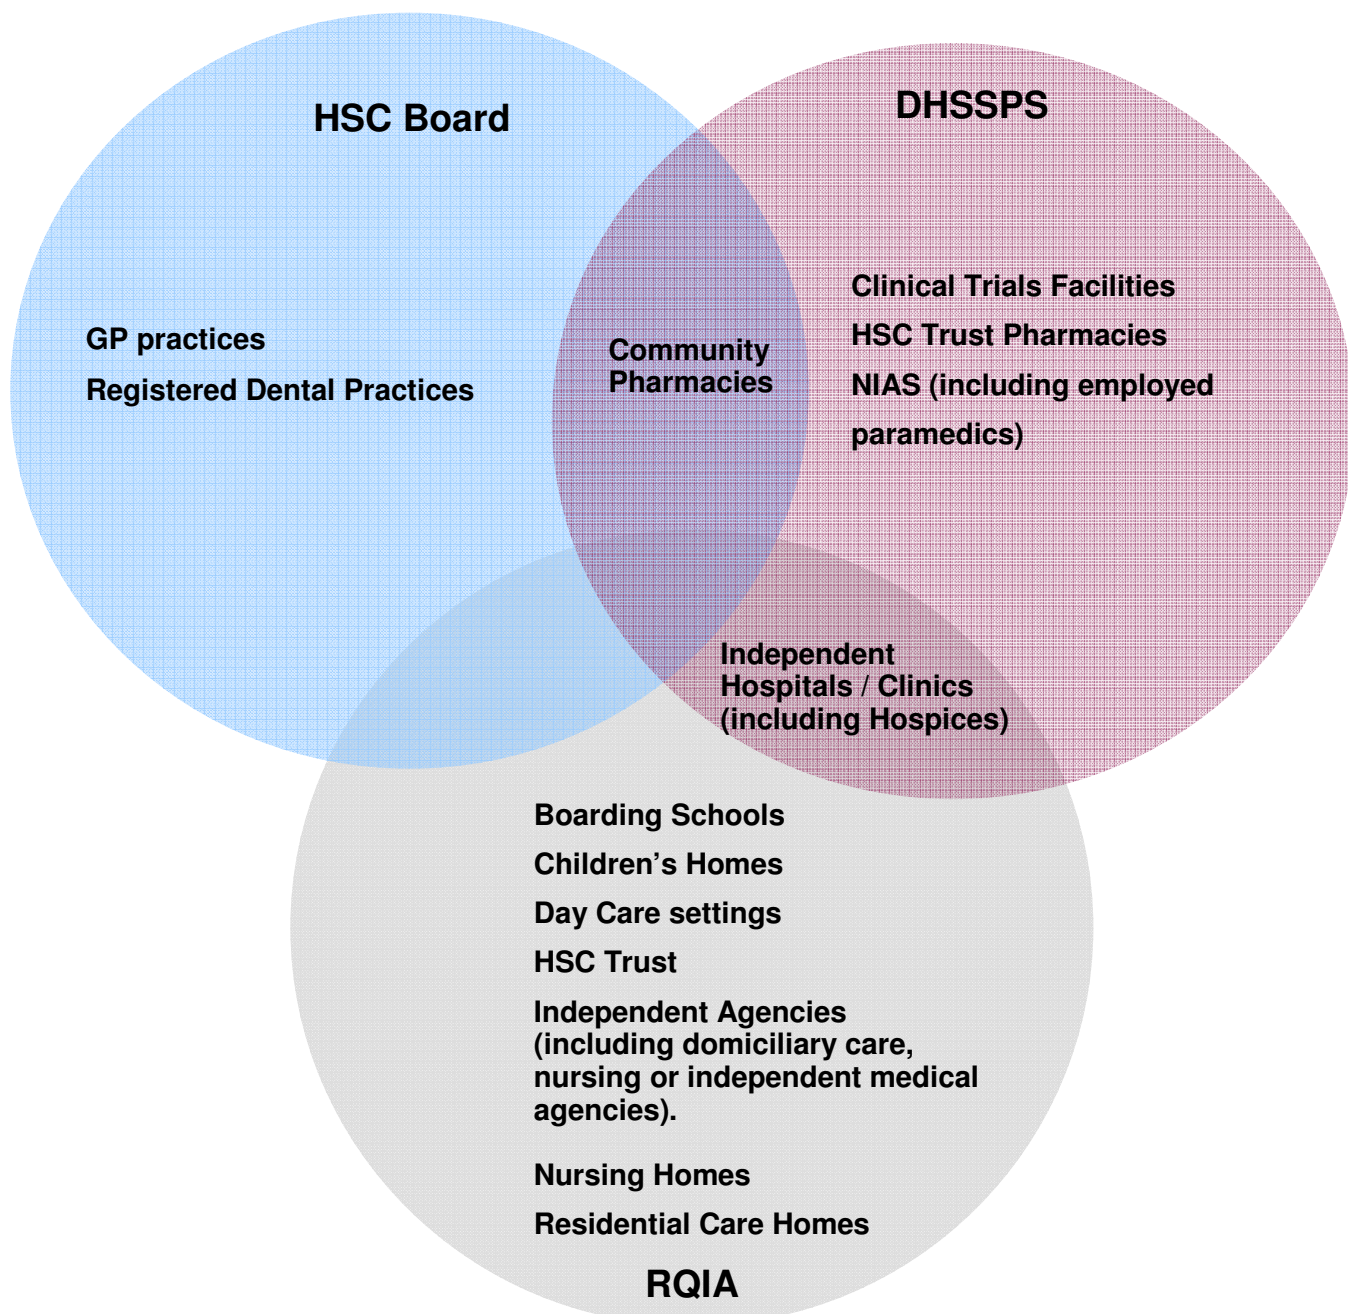 HSC Board
DHSSPS
GP practices
Registered Dental Practices
Community
Pharmacies
Clinical Trials Facilities
HSC Trust Pharmacies
NIAS (including employed
paramedics)
Independent
Hospitals / Clinics
(including Hospices)
Boarding Schools
Children’s Homes
Day Care settings
HSC Trust
Independent Agencies
(including domiciliary care,
nursing or independent medical
agencies).
Nursing Homes
Residential Care Homes
RQIA